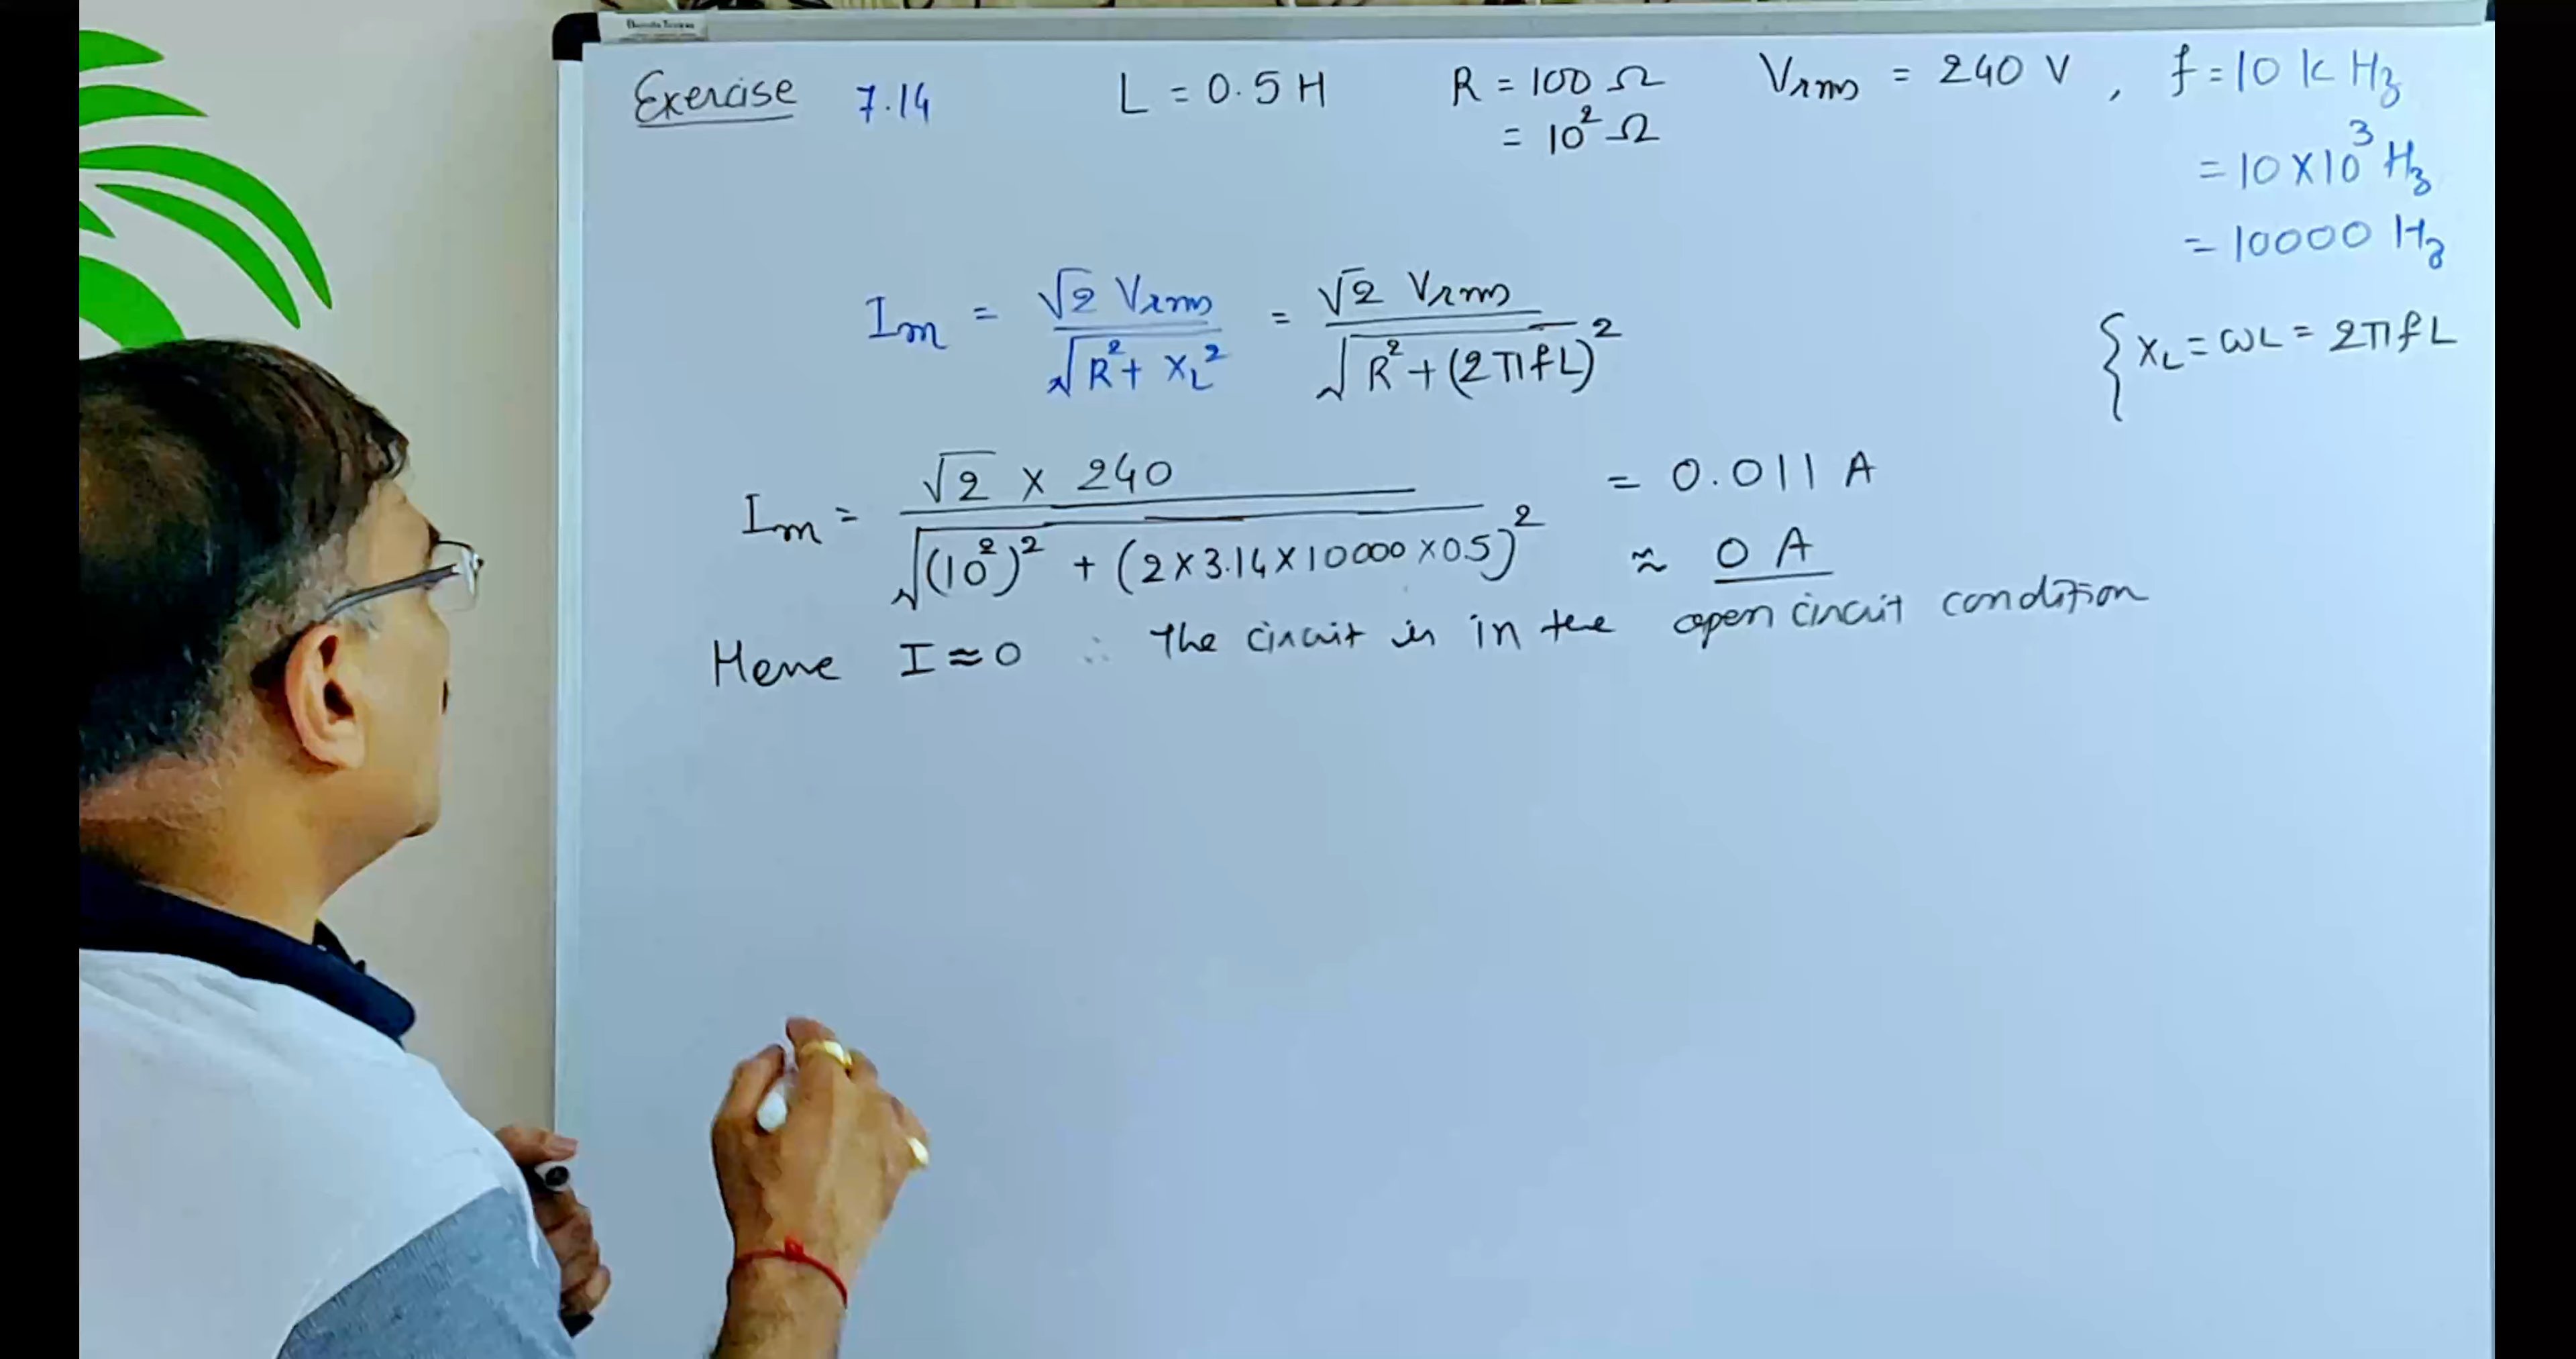 Exercise 7.14 L = 0.5 H R = 100 Ω Vrms = 240 V , f = 10 k Hz
= 10² Ω
= 10 × 10³ Hz
= 10000 Hz
Im = √2 Vrms / √(R² + XL²) = √2 Vrms / √(R² + (2πfL)²)
{ XL = ωL = 2πfL
Im = √2 × 240 / √((10²)² + (2 × 3.14 × 10000 × 0.5)²) = 0.011 A
≈ 0 A
Here I ≈ 0 ∴ The circuit is in the open circuit condition